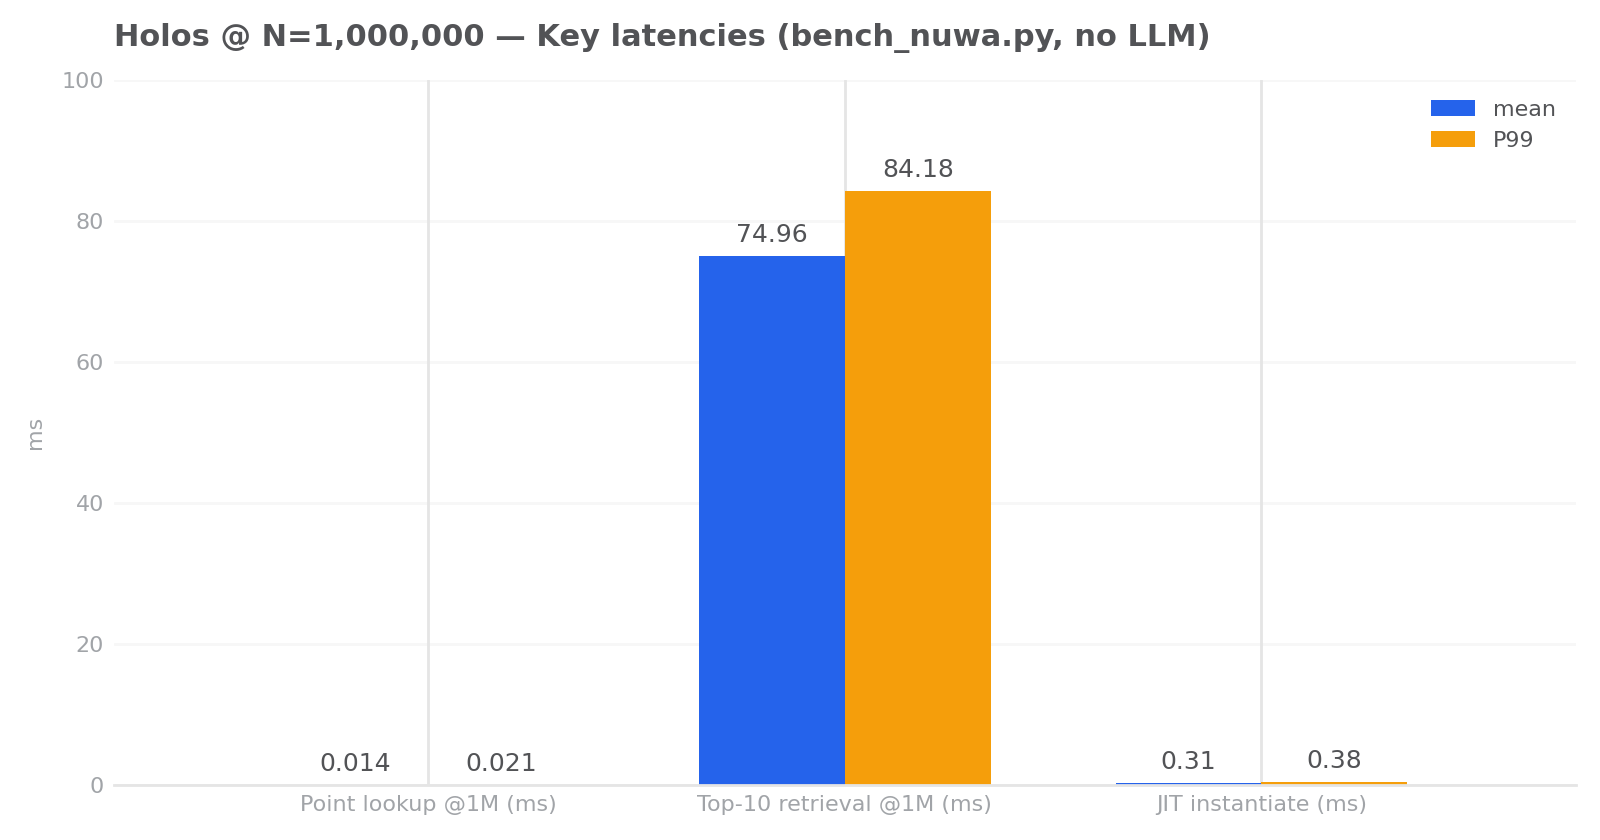 Holos @ N=1,000,000 — Key latencies (bench_nuwa.py, no LLM)
100
80
60
40
20
0
ms
mean
P99
0.014
0.021
74.96
84.18
0.31
0.38
Point lookup @1M (ms)
Top-10 retrieval @1M (ms)
JIT instantiate (ms)